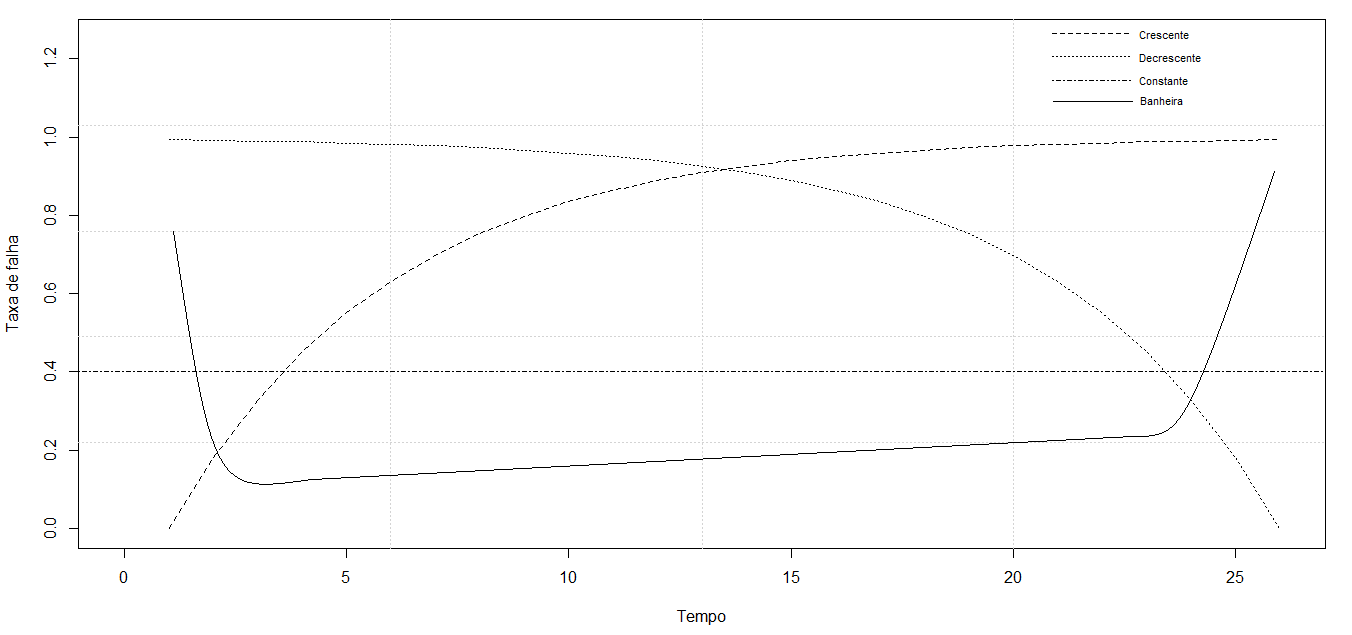 Crescente
Decrescente
Constante
Banheira
Taxa de falha
1.2
1.0
0.8
0.6
0.4
0.2
0.0
0 5 10 15 20 25
Tempo